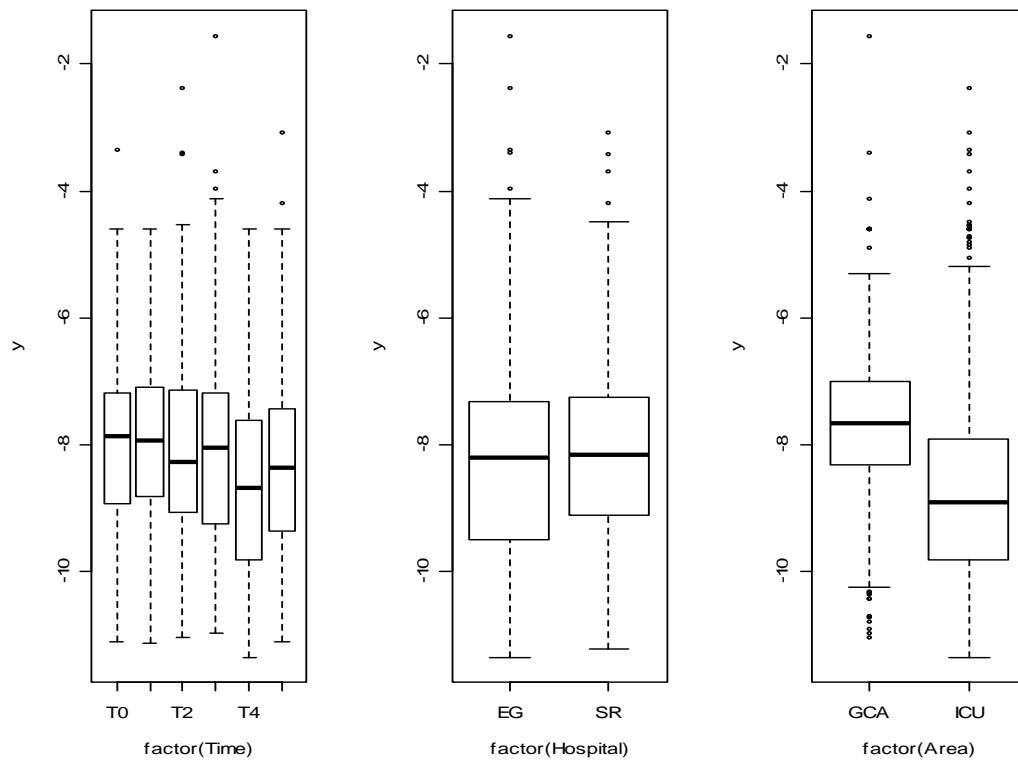 y
-2
-4
-6
-8
-10
T0 T2 T4
factor(Time)
y
-2
-4
-6
-8
-10
EG SR
factor(Hospital)
y
-2
-4
-6
-8
-10
GCA ICU
factor(Area)